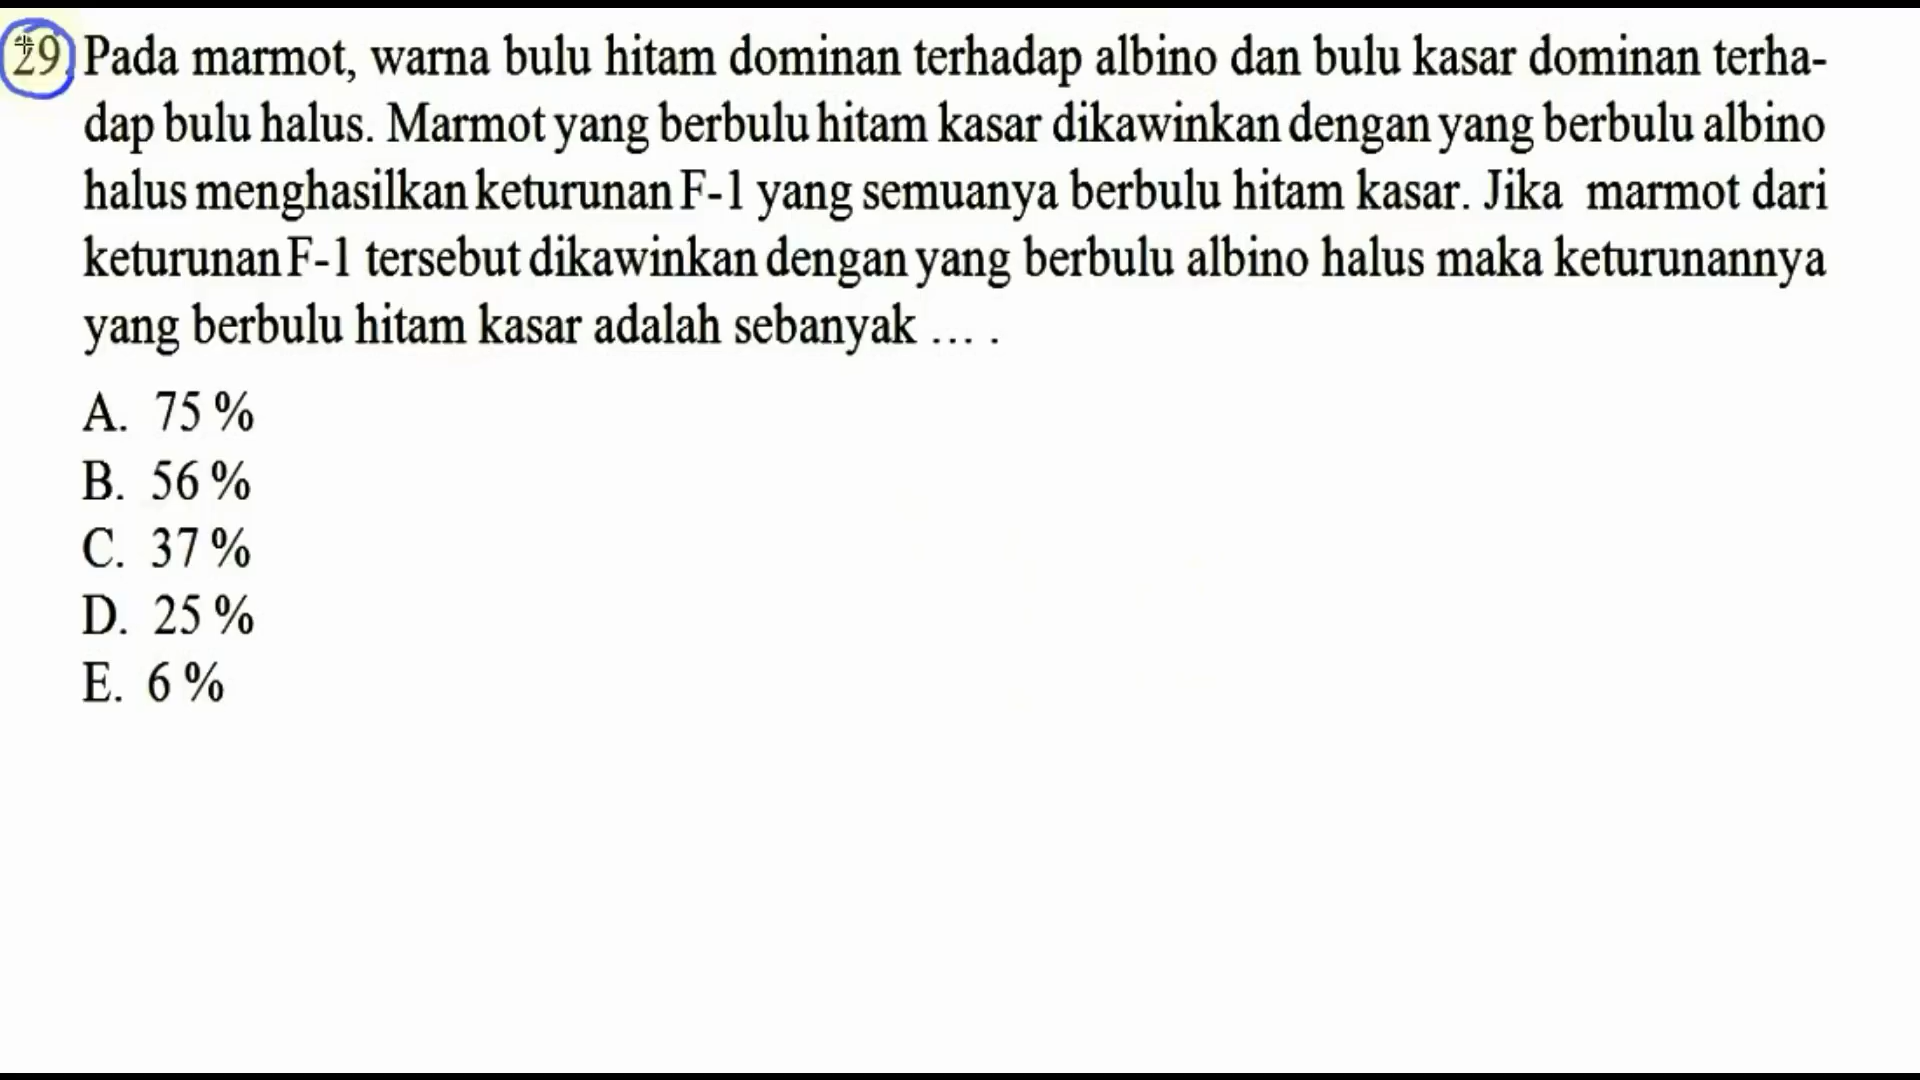 29. Pada marmot, warna bulu hitam dominan terhadap albino dan bulu kasar dominan terha-
dap bulu halus. Marmot yang berbulu hitam kasar dikawinkan dengan yang berbulu albino
halus menghasilkan keturunan F-1 yang semuanya berbulu hitam kasar. Jika marmot dari
keturunan F-1 tersebut dikawinkan dengan yang berbulu albino halus maka keturunannya
yang berbulu hitam kasar adalah sebanyak ... .
A. 75 %
B. 56 %
C. 37 %
D. 25 %
E. 6 %